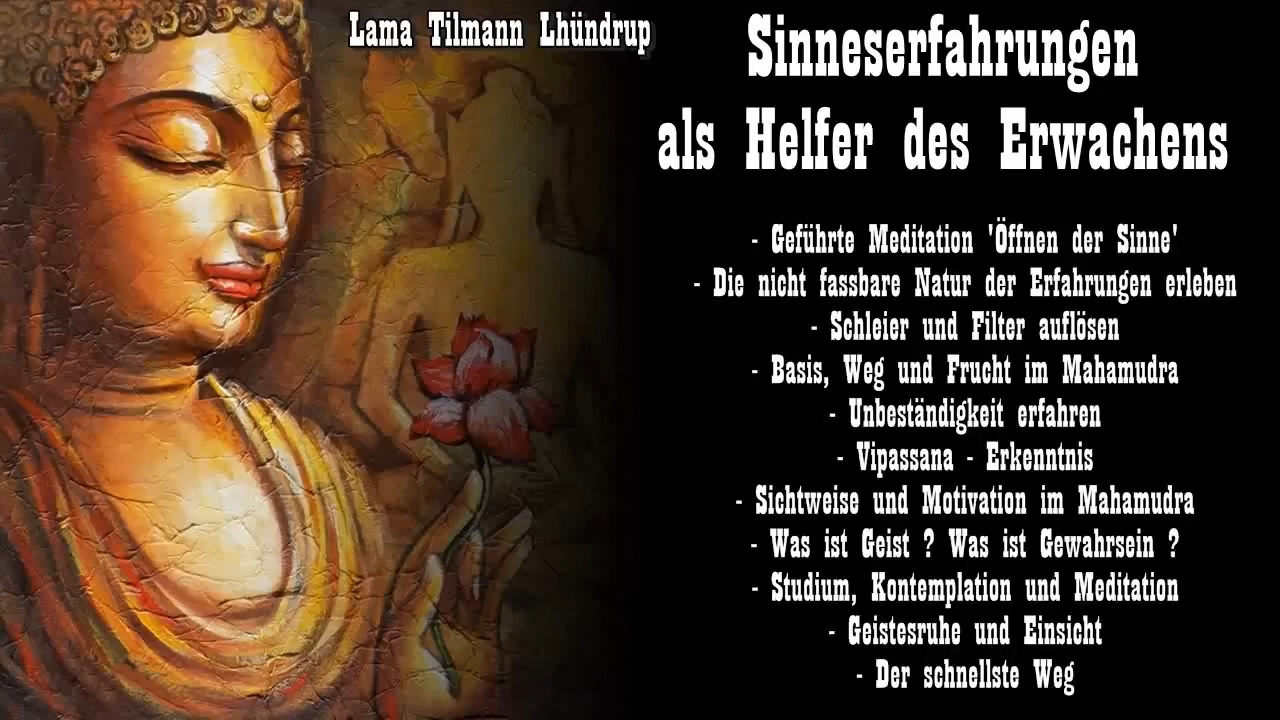 Lama Tilmann Lhündrup
Sinneserfahrungen
als Helfer des Erwachens
- Geführte Meditation 'Öffnen der Sinne'
- Die nicht fassbare Natur der Erfahrungen erleben
- Schleier und Filter auflösen
- Basis, Weg und Frucht im Mahamudra
- Unbeständigkeit erfahren
- Vipassana - Erkenntnis
- Sichtweise und Motivation im Mahamudra
- Was ist Geist ? Was ist Gewahrsein ?
- Studium, Kontemplation und Meditation
- Geistesruhe und Einsicht
- Der schnellste Weg